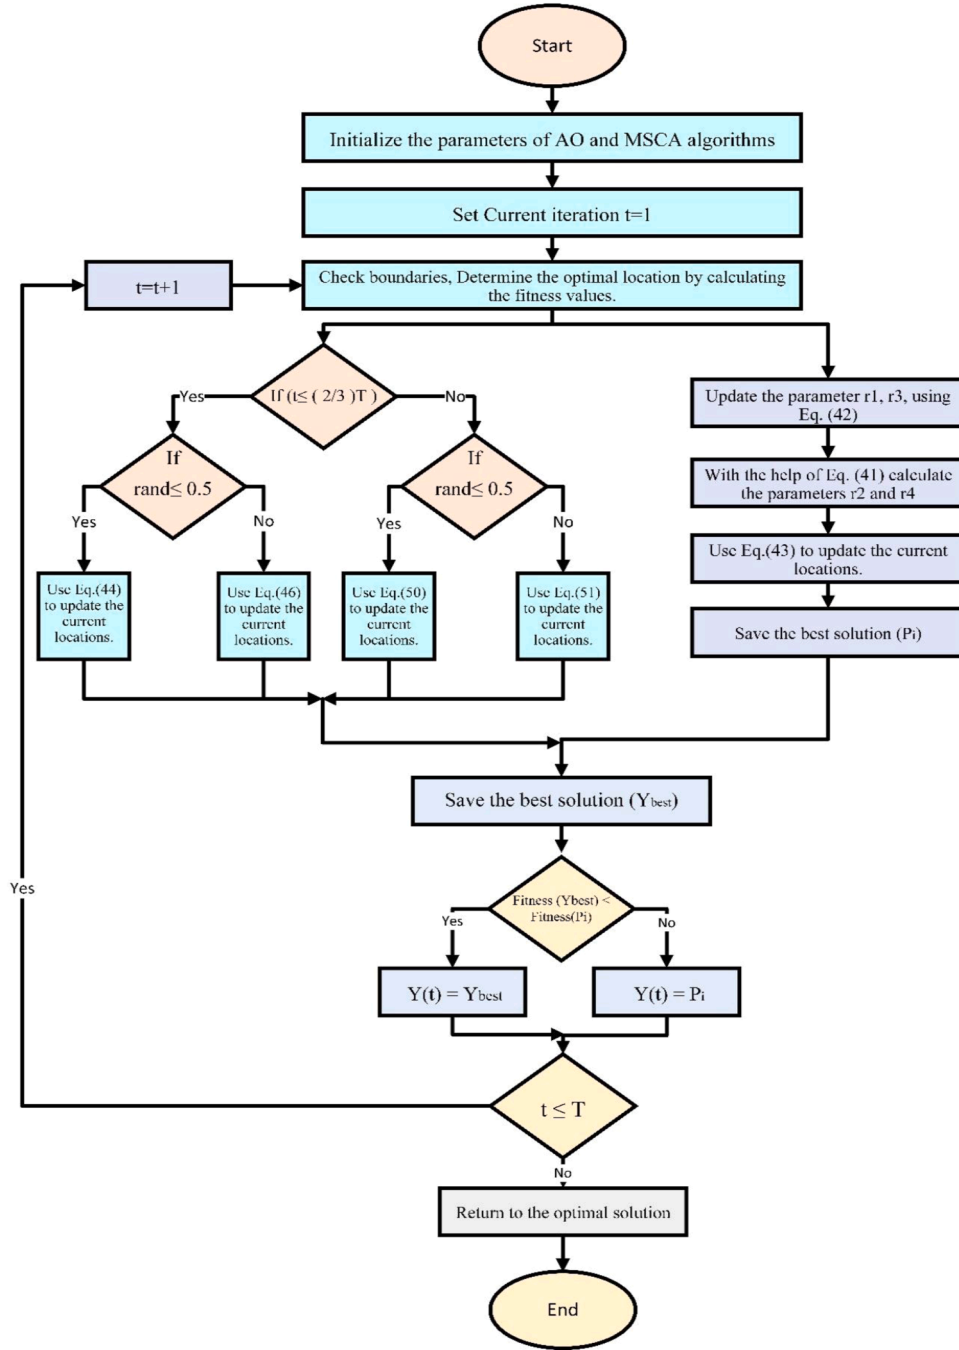 Start
Initialize the parameters of AO and MSCA algorithms
Set Current iteration t=1
t=t+1
Check boundaries, Determine the optimal location by calculating
the fitness values.
Yes
If (t≤ ( 2/3 )T )
No
Update the parameter r1, r3, using
Eq. (42)
If
rand≤ 0.5
If
rand≤ 0.5
With the help of Eq. (41) calculate
the parameters r2 and r4
Yes
No
Yes
No
Use Eq.(43) to update the current
locations.
Use Eq.(44)
to update the
current
locations.
Use Eq.(46)
to update the
current
locations.
Use Eq.(50)
to update the
current
locations.
Use Eq.(51)
to update the
current
locations.
Save the best solution (Pi)
Save the best solution (Ybest)
Yes
Fitness (Ybest) <
Fitness(Pi)
Yes
No
Y(t) = Ybest
Y(t) = Pi
t ≤ T
No
Return to the optimal solution
End